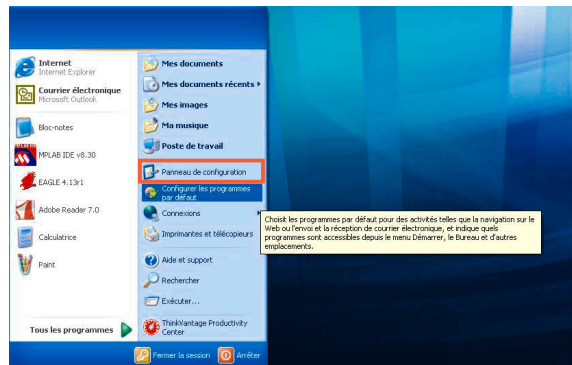 Internet
Internet Explorer
Courrier électronique
Microsoft Outlook
Bloc-notes
MPLAB IDE v8.30
EAGLE 4.13r1
Adobe Reader 7.0
Calculatrice
Paint
Tous les programmes
Mes documents
Mes documents récents
Mes images
Ma musique
Poste de travail
Panneau de configuration
Configurer les programmes
par défaut
Connexions
Imprimantes et télécopieurs
Aide et support
Rechercher
Exécuter...
ThinkVantage Productivity
Center
Choisit les programmes par défaut pour des activités telles que la navigation sur le
Web ou l'envoi et la réception de courrier électronique, et indique quels
programmes sont accessibles depuis le menu Démarrer, le Bureau et d'autres
emplacements.
Fermer la session
Arrêter